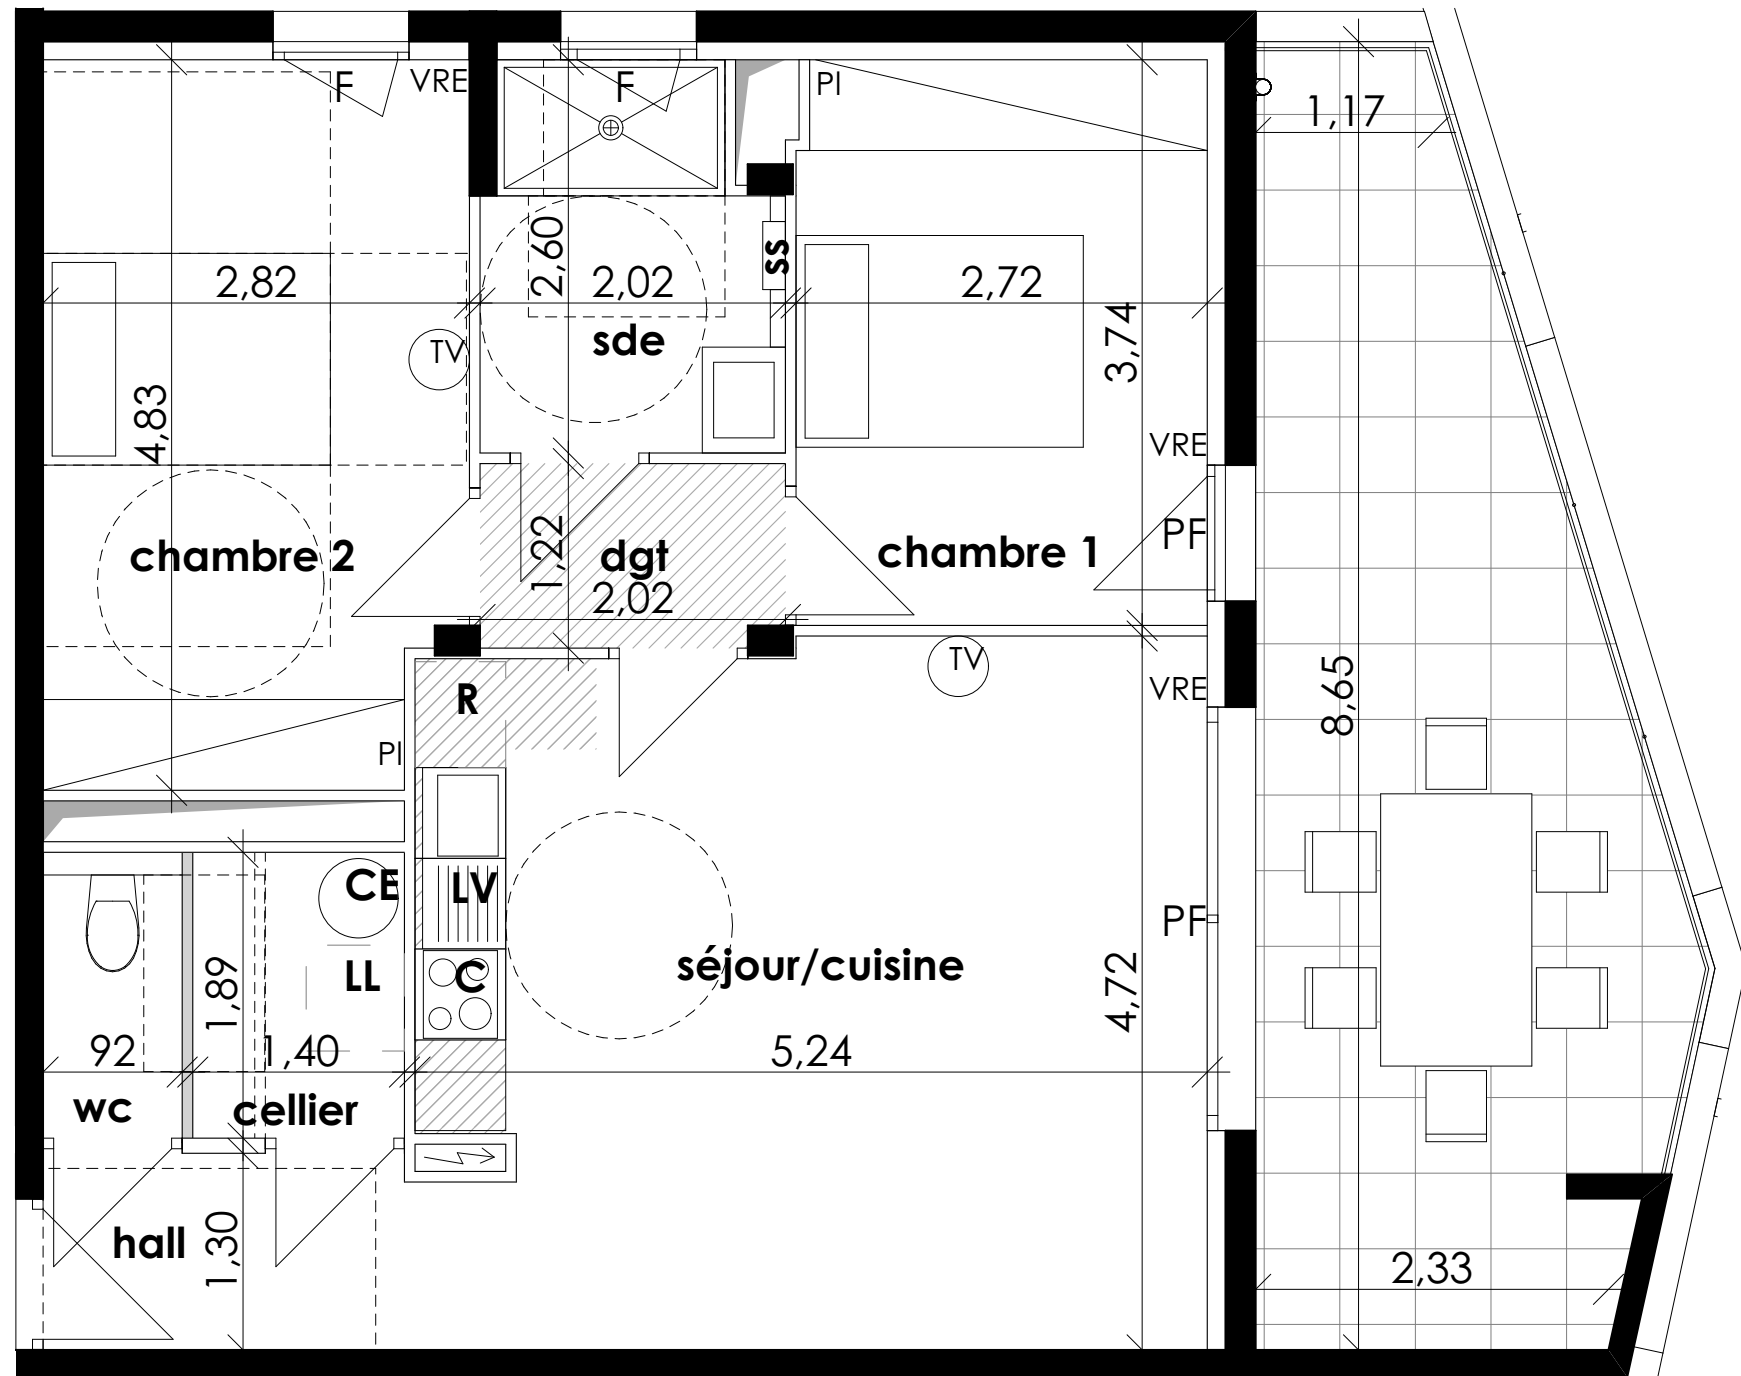 F
VRE
F
Pl
1,17
2,60
ss
2,82
2,02
2,72
sde
TV
3,74
4,83
VRE
chambre 2
1,22
dgt
2,02
chambre 1
PF
TV
R
VRE
8,65
Pl
CE
LV
PF
LL
C
séjour/cuisine
1,89
4,72
92
1,40
5,24
wc
cellier
hall
1,30
2,33